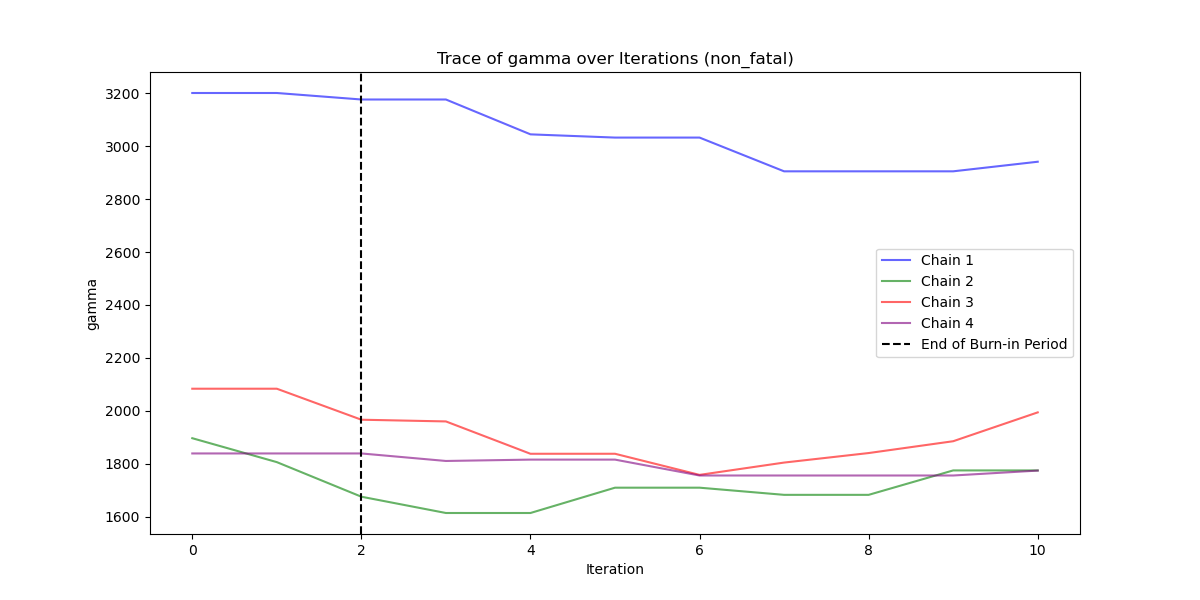 Trace of gamma over Iterations (non_fatal)
gamma
3200
3000
2800
2600
2400
2200
2000
1800
1600
Chain 1
Chain 2
Chain 3
Chain 4
End of Burn-in Period
0 2 4 6 8 10
Iteration